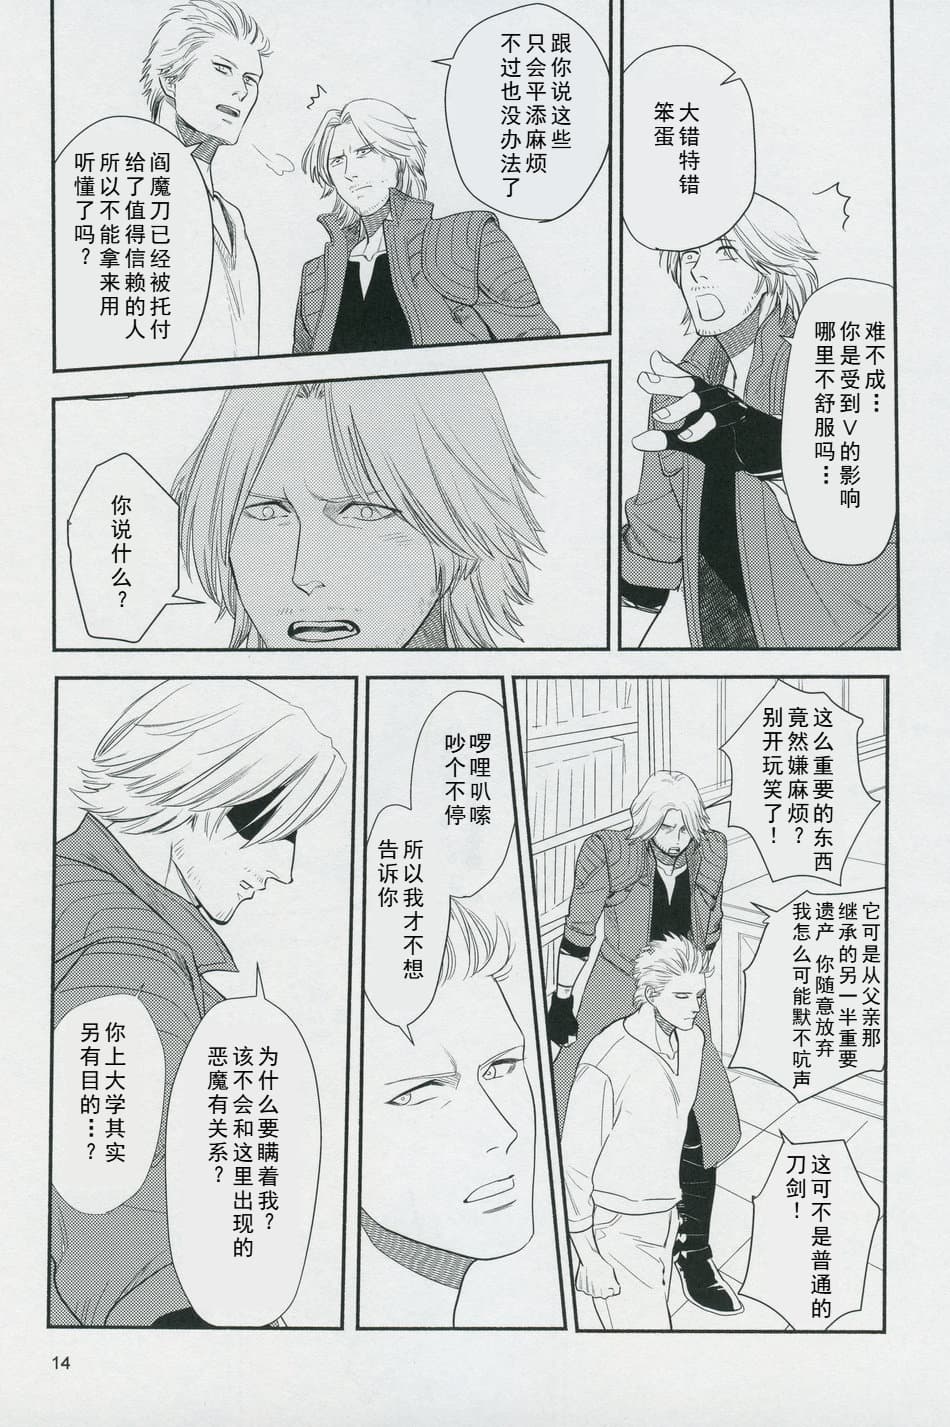 难不成…
你是受到V的影响
哪里不舒服吗…
大错特错
笨蛋
跟你说这些
只会平添麻烦
不过也没办法了
阎魔刀已经被托付
给了值得信赖的人
所以不能拿来用
听懂了吗？
你说什么？
这么重要的东西
竟然嫌麻烦？
别开玩笑了！
它可是从父亲那
继承的另一半重要
遗产 你随意放弃
我怎么可能默不吭声
这可不是普通的
刀剑！
啰哩叭嗦
吵个不停
所以我才不想
告诉你
为什么要瞒着我？
该不会和这里出现的
恶魔有关系？
你上大学其实
另有目的…？
14